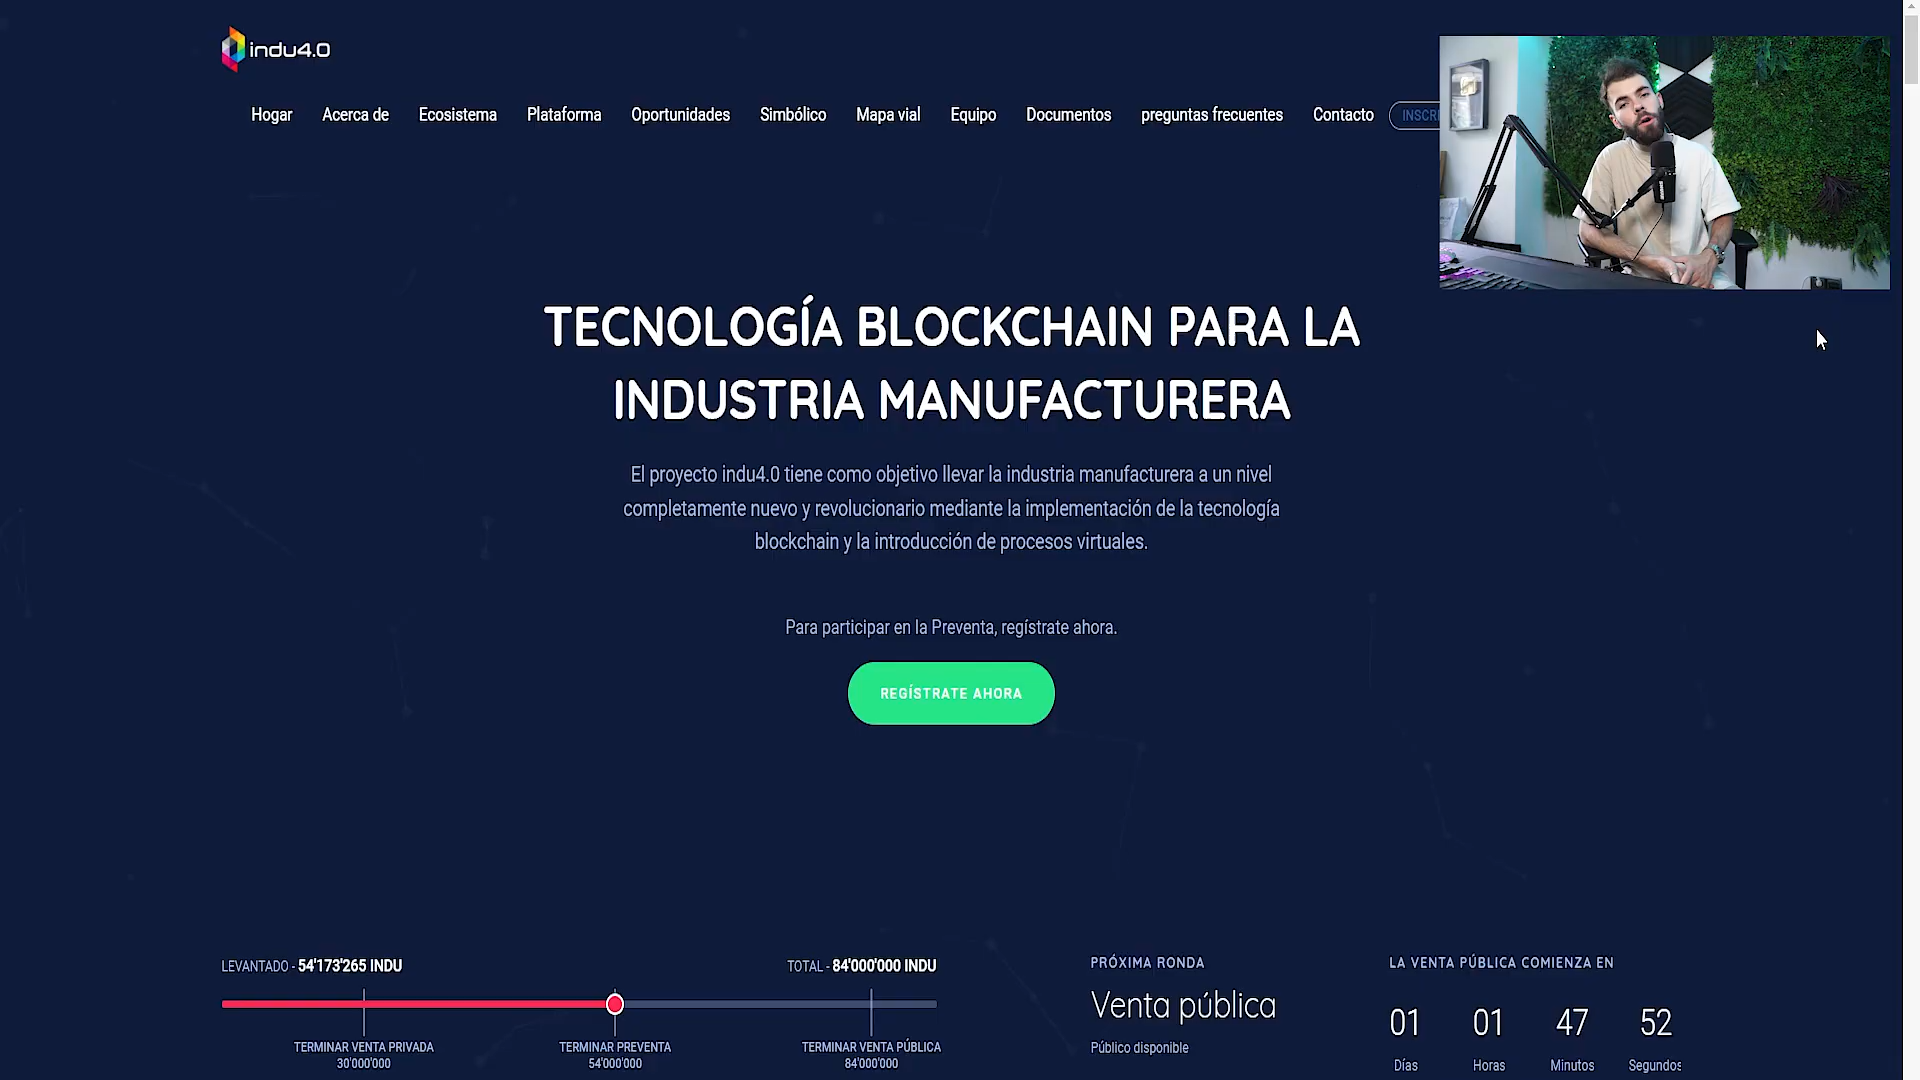 indu4.0
Hogar Acerca de Ecosistema Plataforma Oportunidades Simbólico Mapa vial Equipo Documentos preguntas frecuentes Contacto INSCRI
TECNOLOGÍA BLOCKCHAIN PARA LA
INDUSTRIA MANUFACTURERA
El proyecto indu4.0 tiene como objetivo llevar la industria manufacturera a un nivel
completamente nuevo y revolucionario mediante la implementación de la tecnología
blockchain y la introducción de procesos virtuales.
Para participar en la Preventa, regístrate ahora.
REGÍSTRATE AHORA
LEVANTADO - 54'173'265 INDU
TOTAL - 84'000'000 INDU
TERMINAR VENTA PRIVADA
30'000'000
TERMINAR PREVENTA
54'000'000
TERMINAR VENTA PÚBLICA
84'000'000
PRÓXIMA RONDA
Venta pública
Público disponible
LA VENTA PÚBLICA COMIENZA EN
01 01 47 52
Días Horas Minutos Segundos